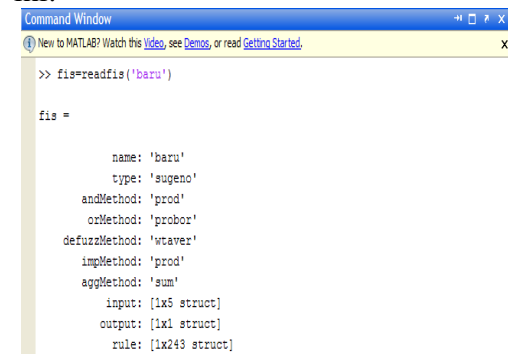 Command Window
New to MATLAB? Watch this Video, see Demos, or read Getting Started.
>> fis=readfis('baru')
fis =
name: 'baru'
type: 'sugeno'
andMethod: 'prod'
orMethod: 'probor'
defuzzMethod: 'wtaver'
impMethod: 'prod'
aggMethod: 'sum'
input: [1x5 struct]
output: [1x1 struct]
rule: [1x243 struct]